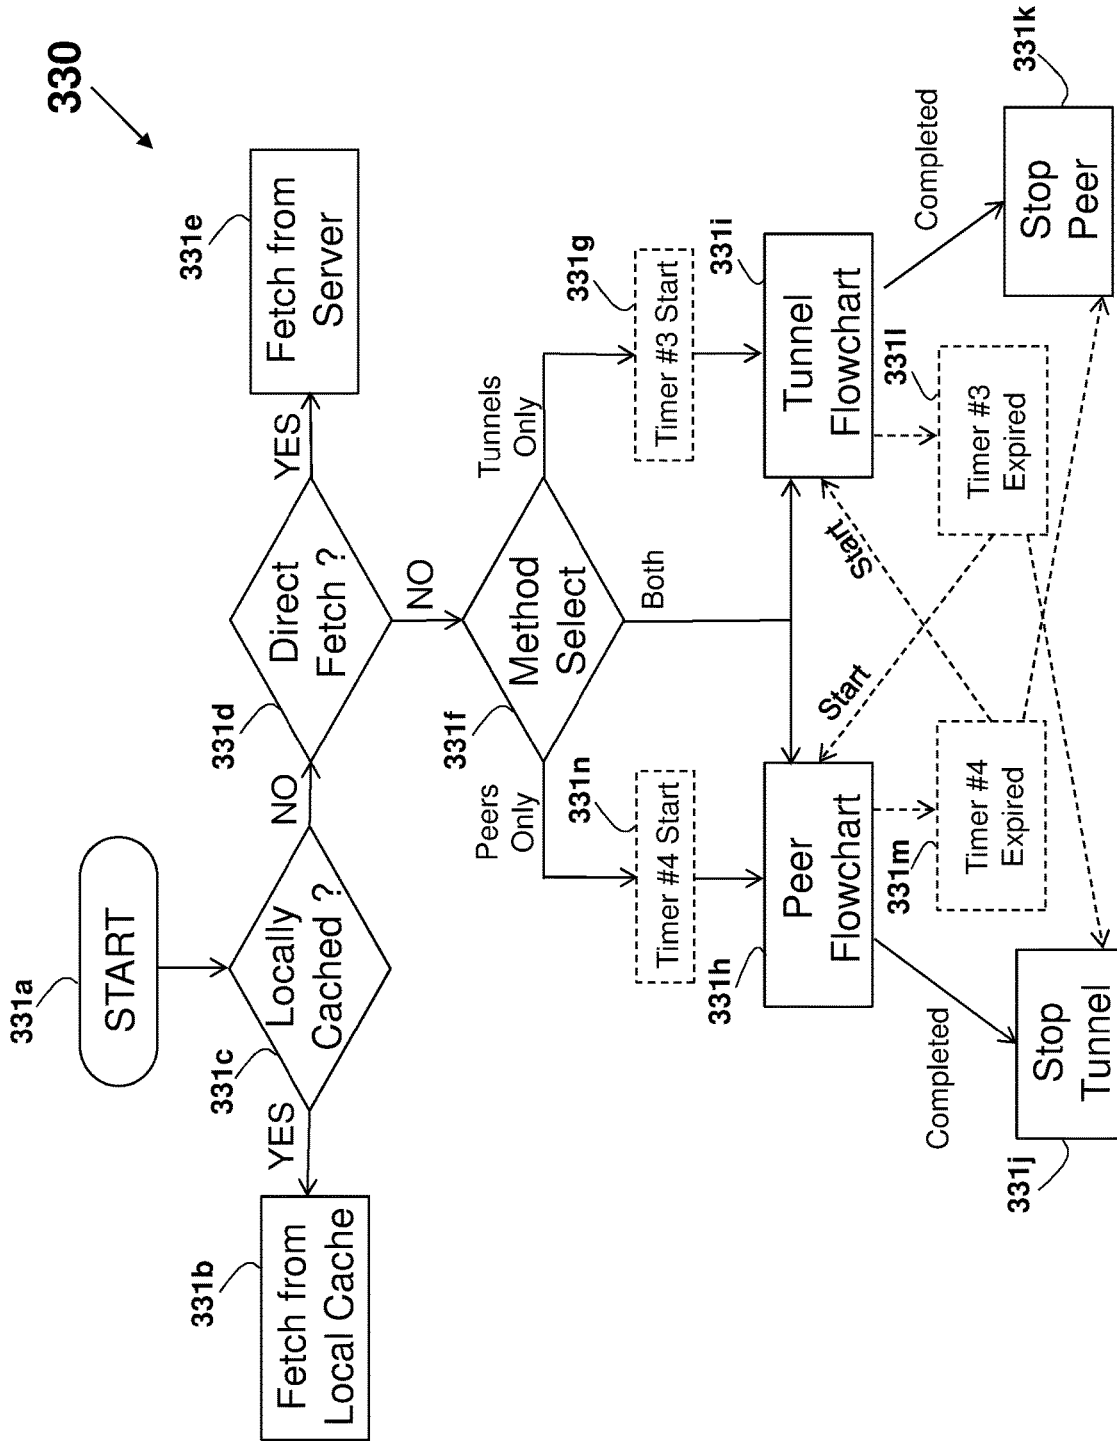 330
331a
START
331c
Locally
Cached ?
YES
NO
331b
Fetch from
Local Cache
331d
Direct
Fetch ?
YES
NO
331e
Fetch from
Server
331f
Method
Select
Peers
Only
Tunnels
Only
Both
331n
Timer #4 Start
331g
Timer #3 Start
331h
Peer
Flowchart
331i
Tunnel
Flowchart
Start
Start
331m
Timer #4
Expired
331l
Timer #3
Expired
Completed
Completed
331j
Stop
Tunnel
331k
Stop
Peer